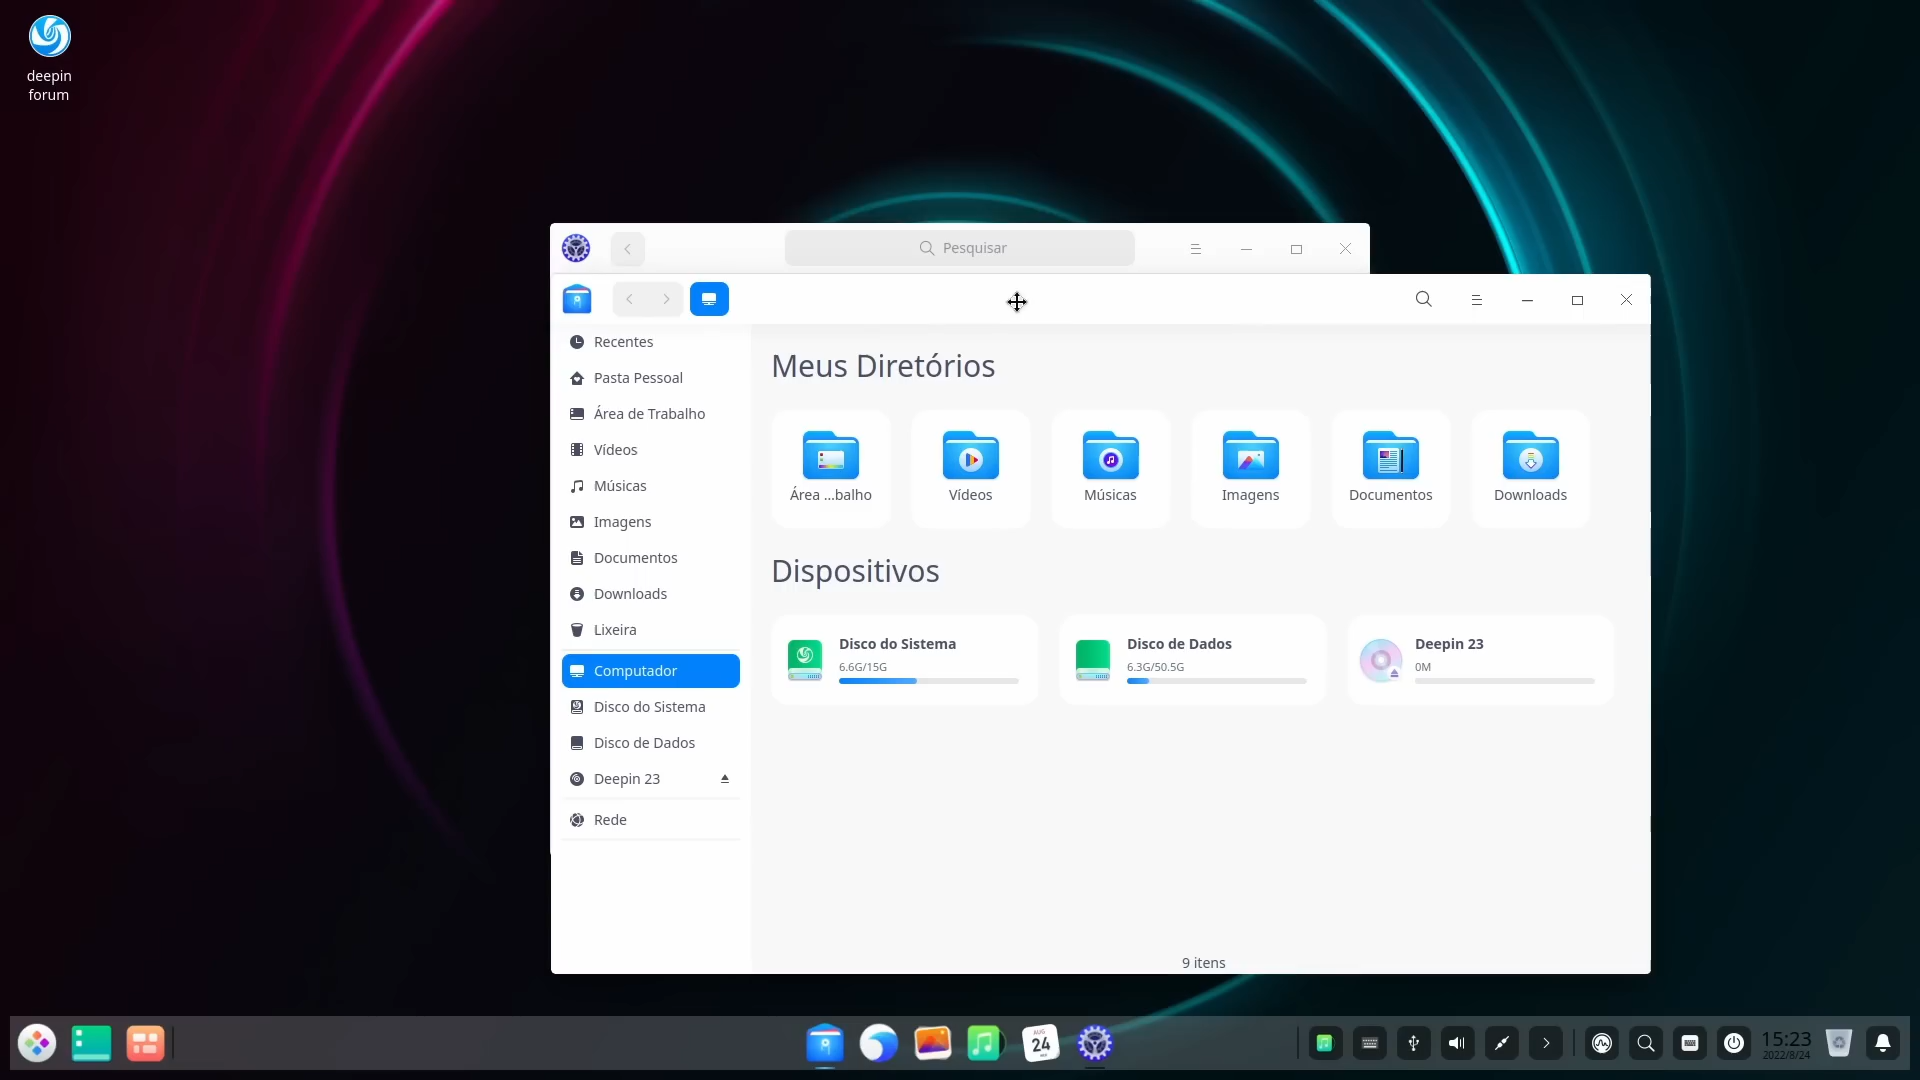 deepin
forum
Pesquisar
Recentes
Pasta Pessoal
Área de Trabalho
Vídeos
Músicas
Imagens
Documentos
Downloads
Lixeira
Computador
Disco do Sistema
Disco de Dados
Deepin 23
Rede
Meus Diretórios
Área ...balho
Vídeos
Músicas
Imagens
Documentos
Downloads
Dispositivos
Disco do Sistema
6.6G/15G
Disco de Dados
6.3G/50.5G
Deepin 23
0M
9 itens
AUG
24
15:23
2022/8/24